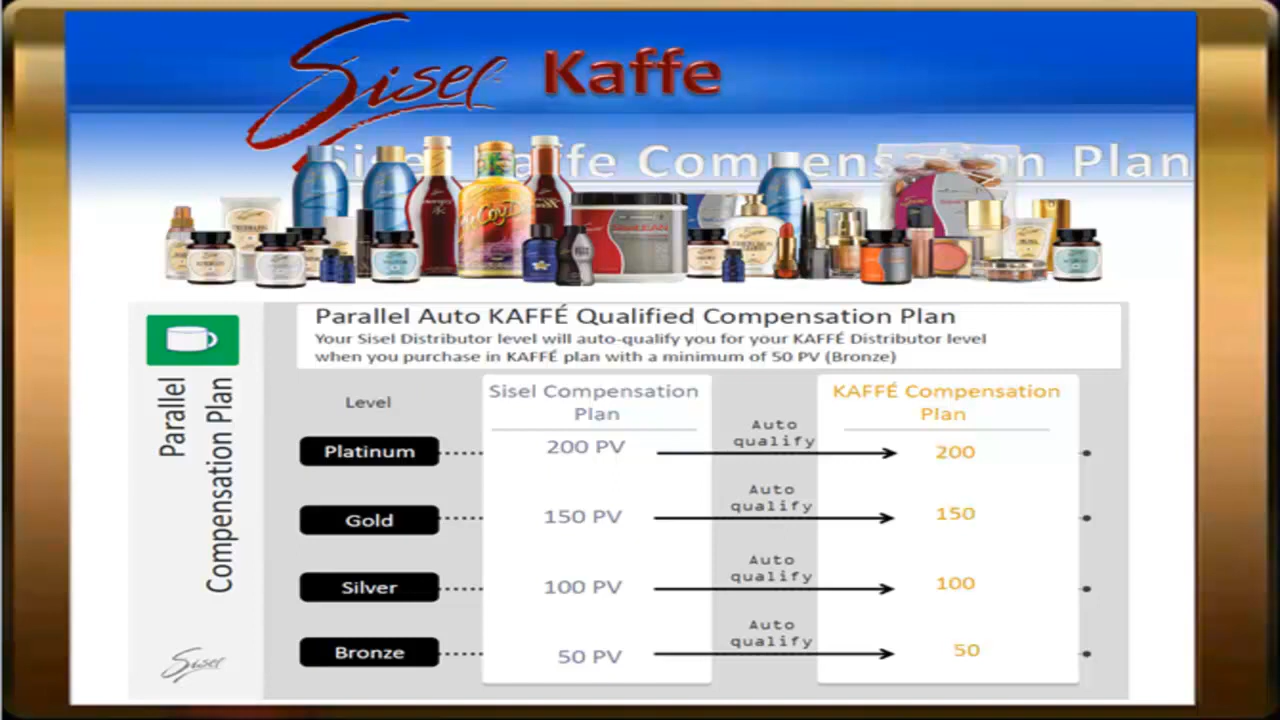 Sisel Kaffe
Sisel Kaffe Compensation Plan
Parallel Auto KAFFÉ Qualified Compensation Plan
Your Sisel Distributor level will auto-qualify you for your KAFFÉ Distributor level
when you purchase in KAFFÉ plan with a minimum of 50 PV (Bronze)
Parallel
Compensation Plan
Sisel
Level
Sisel Compensation
Plan
KAFFÉ Compensation
Plan
Platinum
200 PV
Auto
qualify
200
Gold
150 PV
Auto
qualify
150
Silver
100 PV
Auto
qualify
100
Bronze
50 PV
Auto
qualify
50